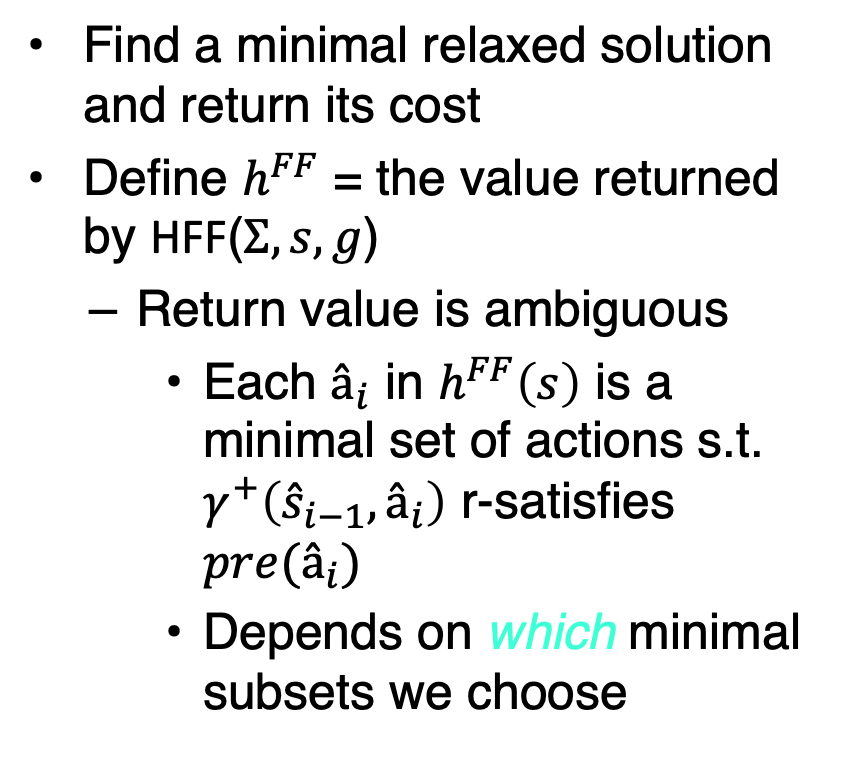 • Find a minimal relaxed solution
and return its cost
• Define h^{FF} = the value returned
by HFF(Σ, s, g)
– Return value is ambiguous
• Each â_i in h^{FF}(s) is a
minimal set of actions s.t.
γ^+(ŝ_{i−1}, â_i) r-satisfies
pre(â_i)
• Depends on which minimal
subsets we choose